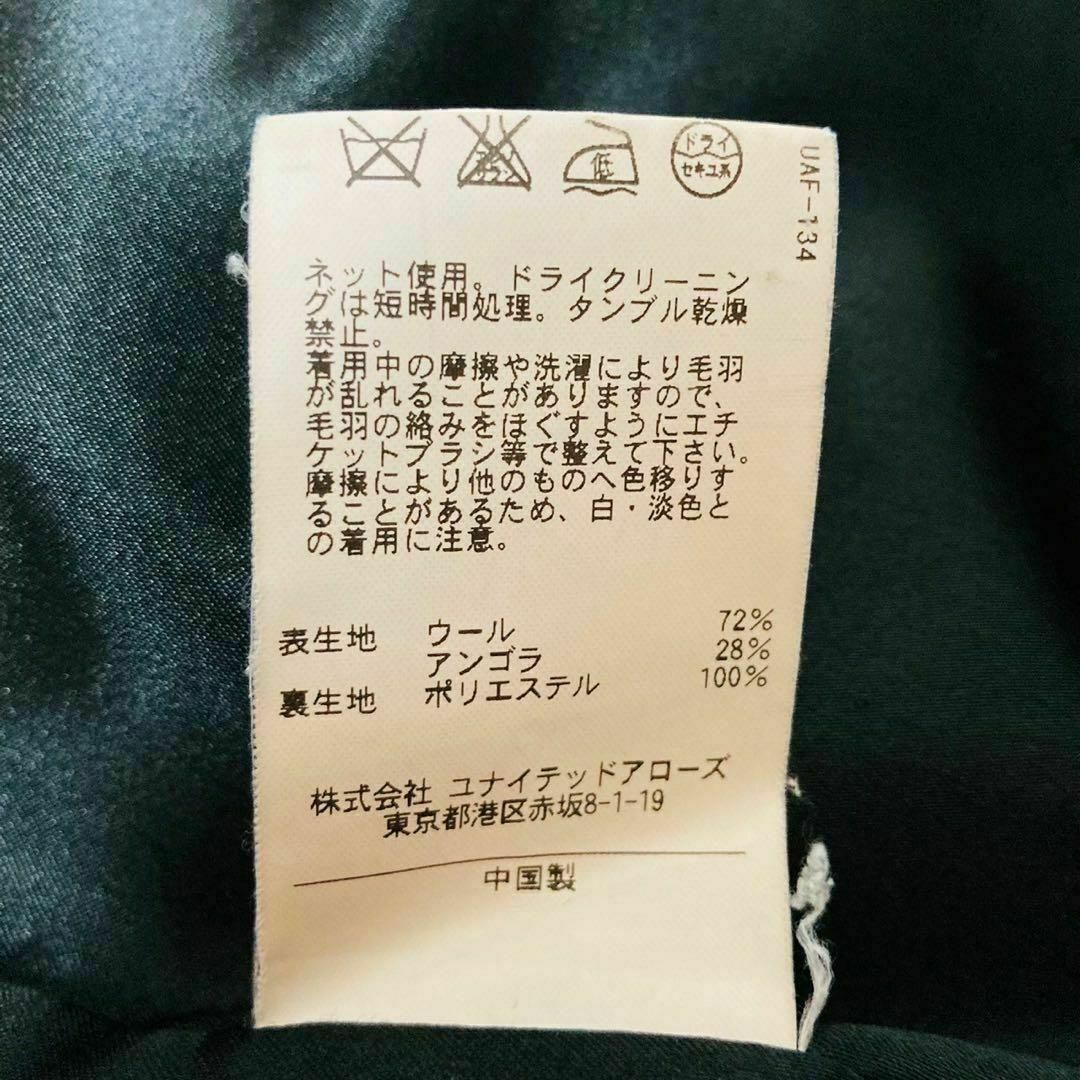 エンソ
サラシ
低
ドライ
セキユ系
UAF-134
ネット使用。ドライクリーニン
グは短時間処理。タンブル乾燥
禁止。
着用中の摩擦や洗濯により毛羽
が乱れることがありますので、
毛羽の絡みをほぐすようにエチ
ケットブラシ等で整えて下さい。
摩擦により他のものへ色移りす
ることがあるため、白・淡色と
の着用に注意。
表生地 ウール 72%
アンゴラ 28%
裏生地 ポリエステル 100%
株式会社 ユナイテッドアローズ
東京都港区赤坂8-1-19
中国製